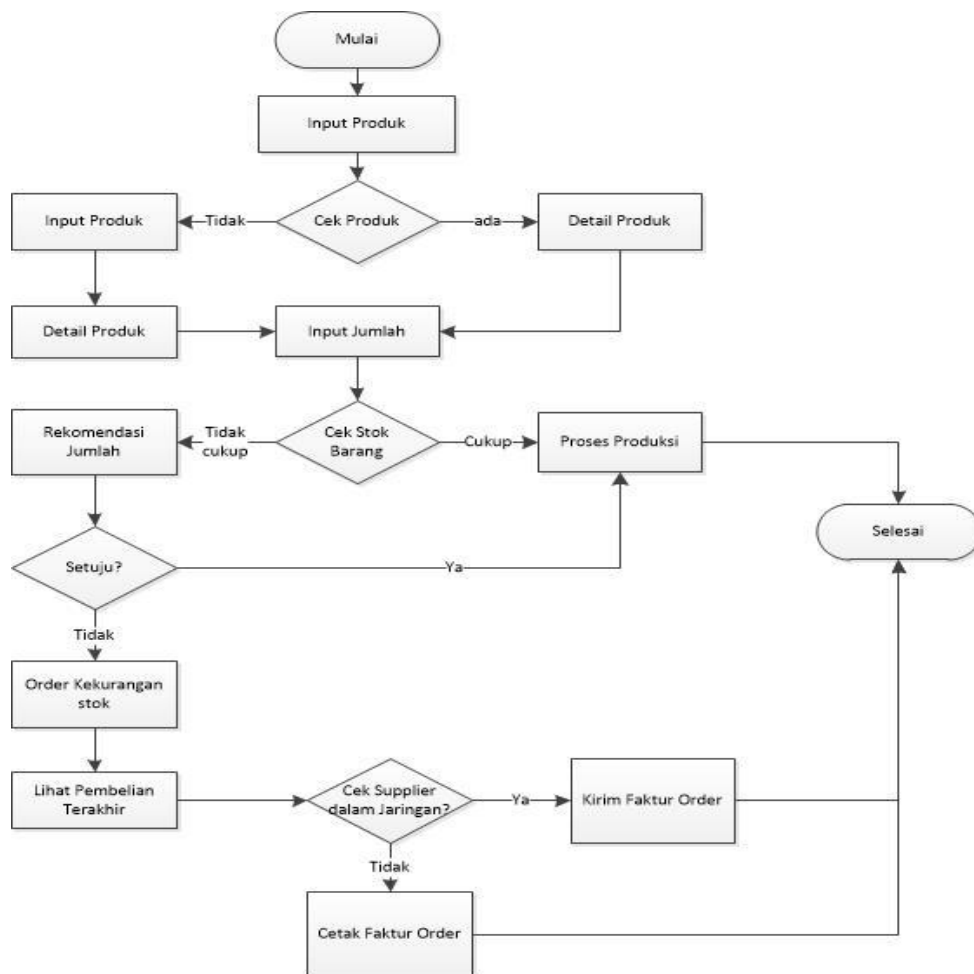 Mulai
Input Produk
Input Produk
Tidak
Cek Produk
ada
Detail Produk
Detail Produk
Input Jumlah
Rekomendasi
Jumlah
Tidak
cukup
Cek Stok
Barang
Cukup
Proses Produksi
Selesai
Setuju?
Ya
Tidak
Order Kekurangan
stok
Lihat Pembelian
Terakhir
Cek Supplier
dalam Jaringan?
Ya
Kirim Faktur Order
Tidak
Cetak Faktur Order